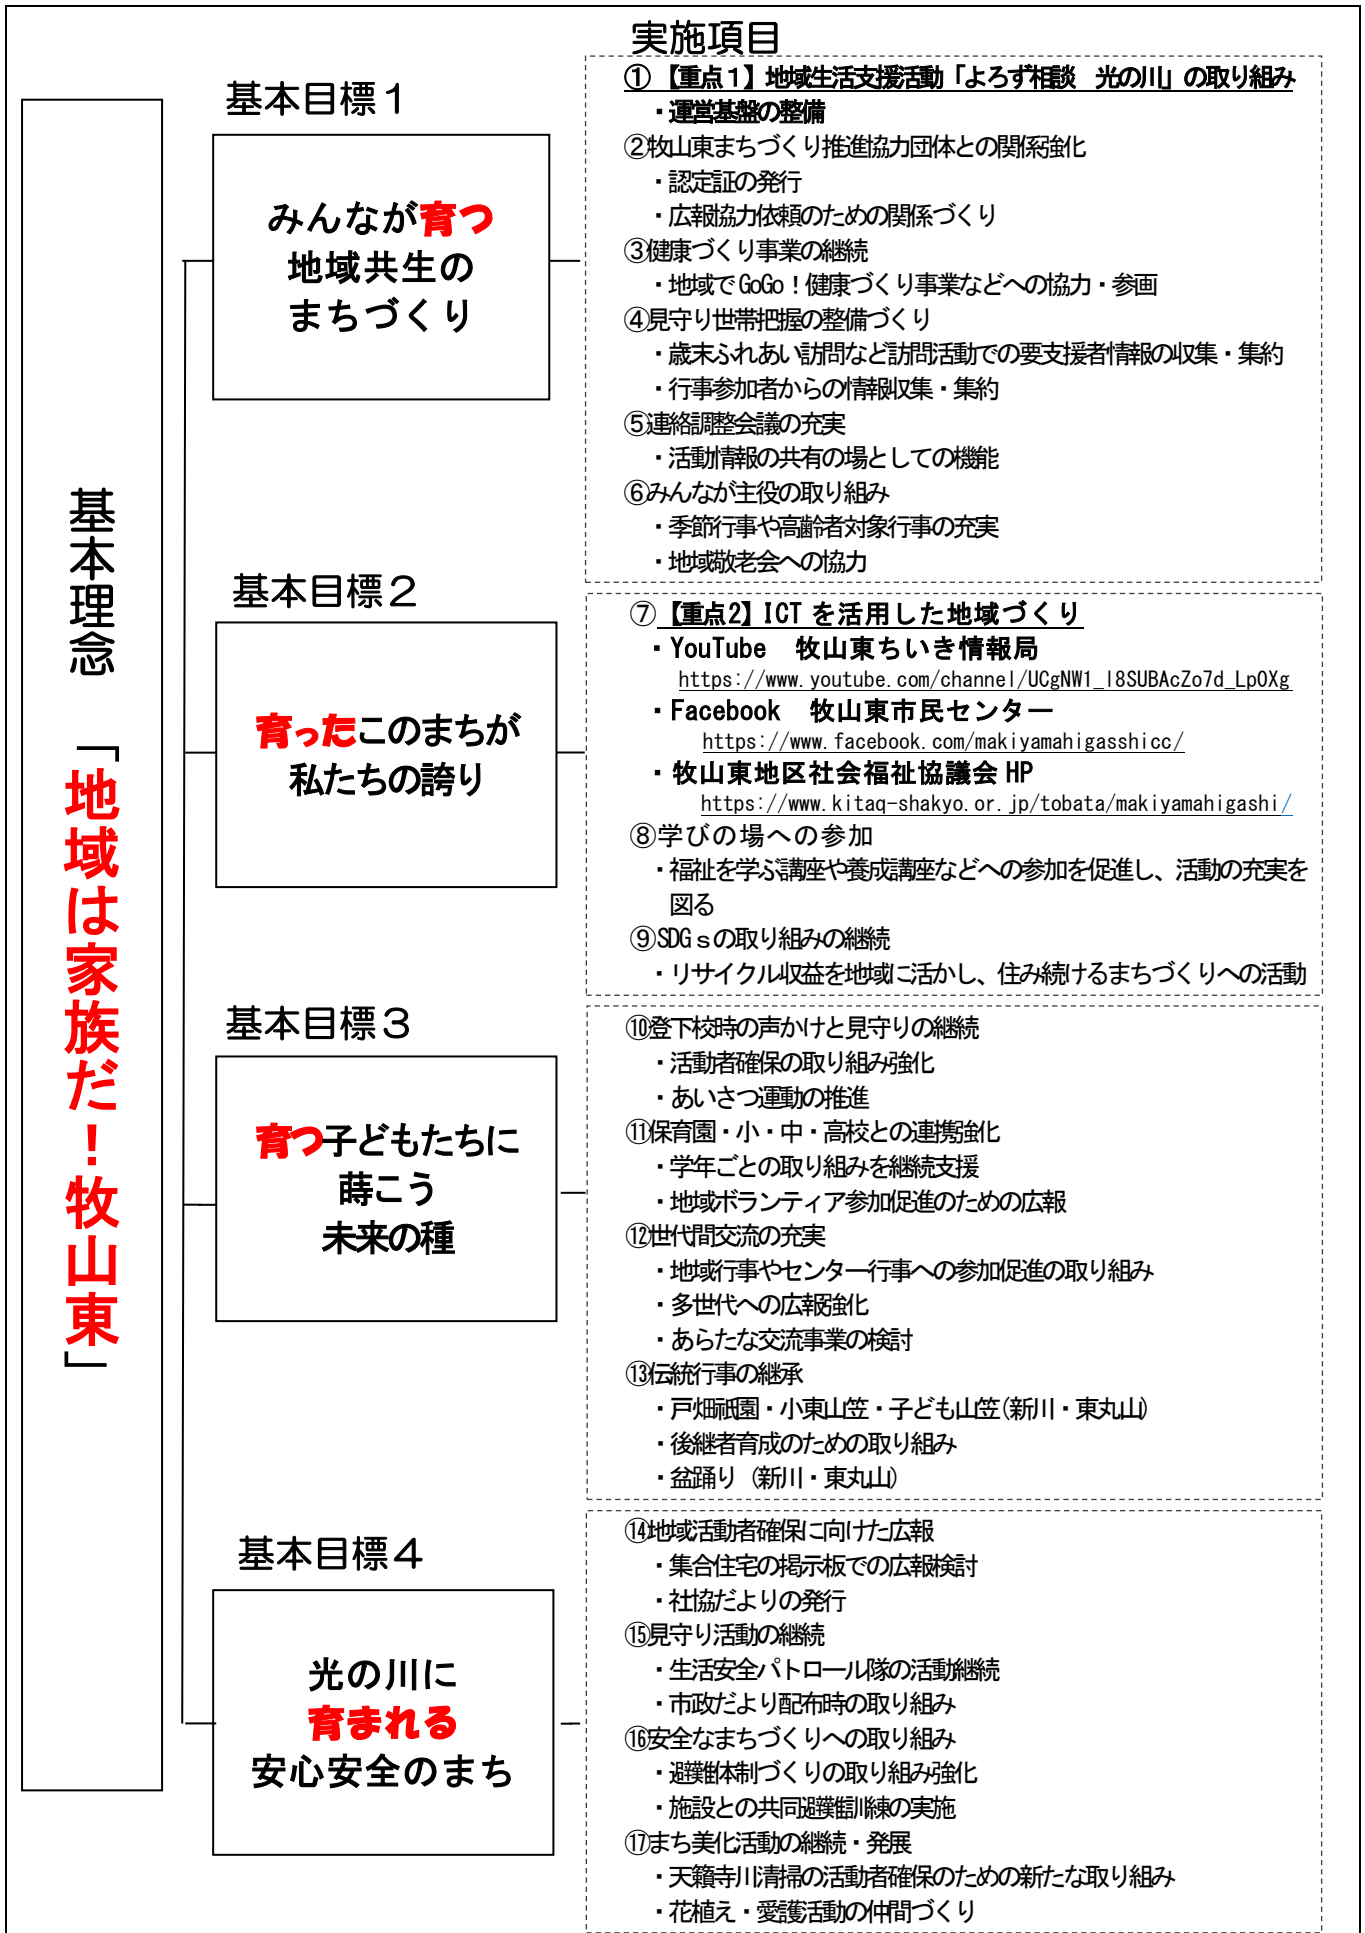 基本理念　「地域は家族だ！牧山東」
実施項目
基本目標１
みんなが育つ
地域共生の
まちづくり
①【重点１】地域生活支援活動「よろず相談　光の川」の取り組み
・運営基盤の整備
②牧山東まちづくり推進協力団体との関係強化
・認定証の発行
・広報協力依頼のための関係づくり
③健康づくり事業の継続
・地域でGoGo！健康づくり事業などへの協力・参画
④見守り世帯把握の整備づくり
・歳末ふれあい訪問など訪問活動での要支援者情報の収集・集約
・行事参加者からの情報収集・集約
⑤連絡調整会議の充実
・活動情報の共有の場としての機能
⑥みんなが主役の取り組み
・季節行事や高齢者対象行事の充実
・地域敬老会への協力
基本目標２
育ったこのまちが
私たちの誇り
⑦【重点2】ICTを活用した地域づくり
・YouTube　牧山東ちいき情報局
https://www.youtube.com/channel/UCgNW1_l8SUBAcZo7d_LpOXg
・Facebook　牧山東市民センター
https://www.facebook.com/makiyamahigasshicc/
・牧山東地区社会福祉協議会HP
https://www.kitaq-shakyo.or.jp/tobata/makiyamahigashi/
⑧学びの場への参加
・福祉を学ぶ講座や養成講座などへの参加を促進し、活動の充実を
図る
⑨SDGｓの取り組みの継続
・リサイクル収益を地域に活かし、住み続けるまちづくりへの活動
基本目標３
育つ子どもたちに
蒔こう
未来の種
⑩登下校時の声かけと見守りの継続
・活動者確保の取り組み強化
・あいさつ運動の推進
⑪保育園・小・中・高校との連携強化
・学年ごとの取り組みを継続支援
・地域ボランティア参加促進のための広報
⑫世代間交流の充実
・地域行事やセンター行事への参加促進の取り組み
・多世代への広報強化
・あらたな交流事業の検討
⑬伝統行事の継承
・戸畑祇園・小東山笠・子ども山笠(新川・東丸山)
・後継者育成のための取り組み
・盆踊り（新川・東丸山）
基本目標４
光の川に
育まれる
安心安全のまち
⑭地域活動者確保に向けた広報
・集合住宅の掲示板での広報検討
・社協だよりの発行
⑮見守り活動の継続
・生活安全パトロール隊の活動継続
・市政だより配布時の取り組み
⑯安全なまちづくりへの取り組み
・避難体制づくりの取り組み強化
・施設との共同避難訓練の実施
⑰まち美化活動の継続・発展
・天籟寺川清掃の活動者確保のための新たな取り組み
・花植え・愛護活動の仲間づくり